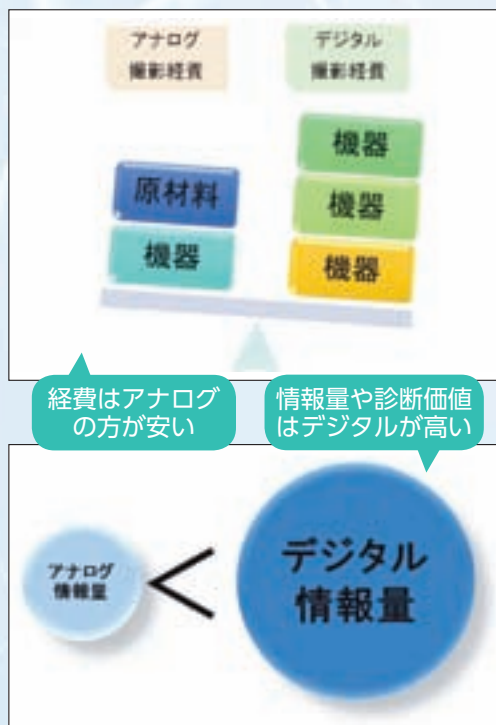 アナログ
撮影経費
デジタル
撮影経費
機器
原材料
機器
機器
機器
経費はアナログ
の方が安い
情報量や診断価値
はデジタルが高い
アナログ
情報量
<
デジタル
情報量